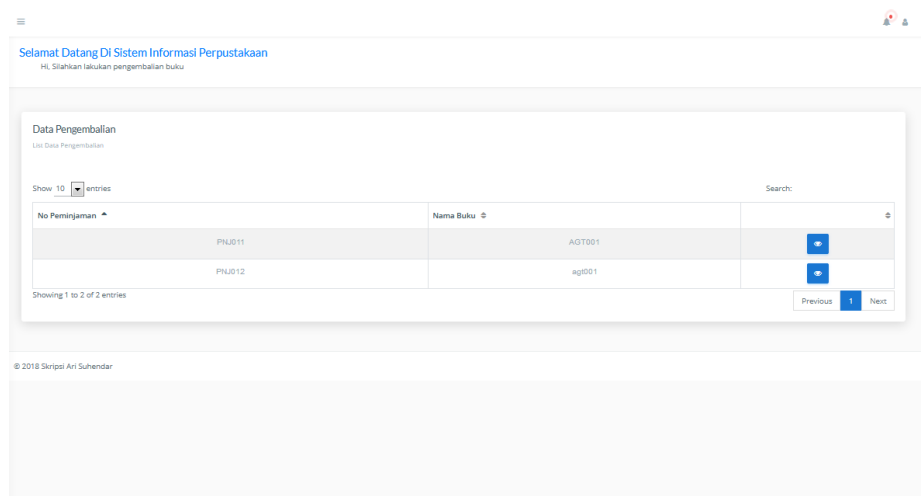 Selamat Datang Di Sistem Informasi Perpustakaan
Hi, Silahkan lakukan pengembalian buku
Data Pengembalian
List Data Pengembalian
Show 10 entries
Search:
No Peminjaman Nama Buku
PNJ011 AGT001
PNJ012 agt001
Showing 1 to 2 of 2 entries
Previous 1 Next
© 2018 Skripsi Ari Suhendar